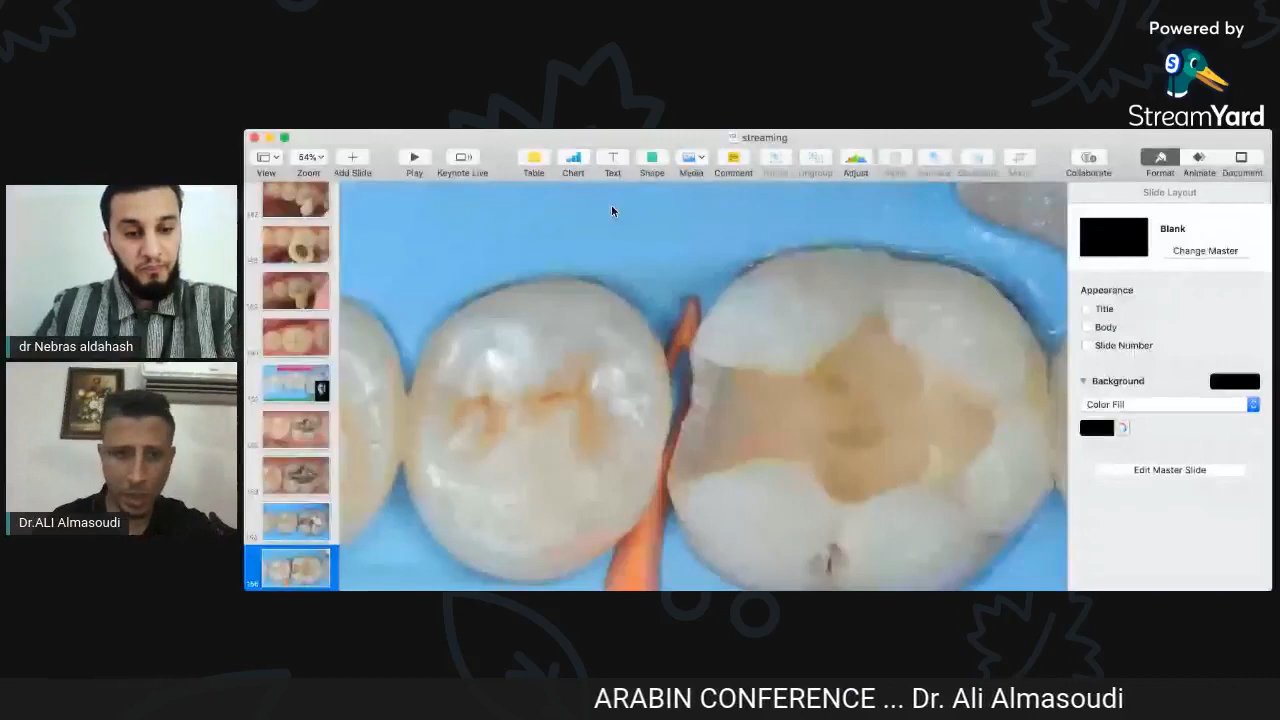 Powered by
S
StreamYard
streaming
54%
View
Zoom
Add Slide
Play
Keynote Live
Table
Chart
Text
Shape
Media
Comment
Ungroup
Adjust
Collaborate
Format
Animate
Document
Slide Layout
Blank
Change Master
Appearance
Title
Body
Slide Number
Background
Color Fill
Edit Master Slide
dr Nebras aldahash
Dr.ALI Almasoudi
ARABIN CONFERENCE ... Dr. Ali Almasoudi